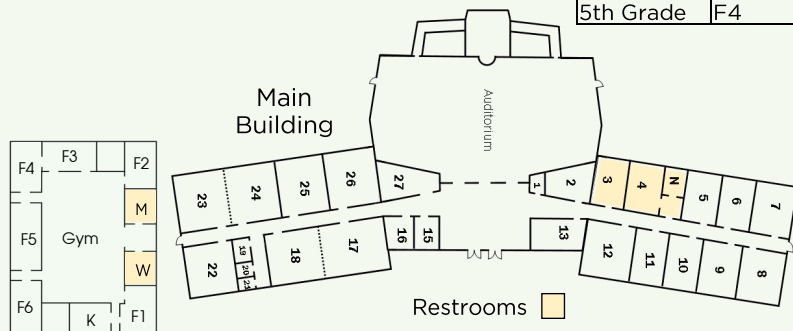 5th Grade F4
Main
Building
Auditorium
F4 F3 F2
M
F5 Gym
W
F6 K F1
23 24 25 26 27
1 2 3 4 N 5 6 7
22 19 20 21 18 17 16 15
13 12 11 10 9 8
Restrooms